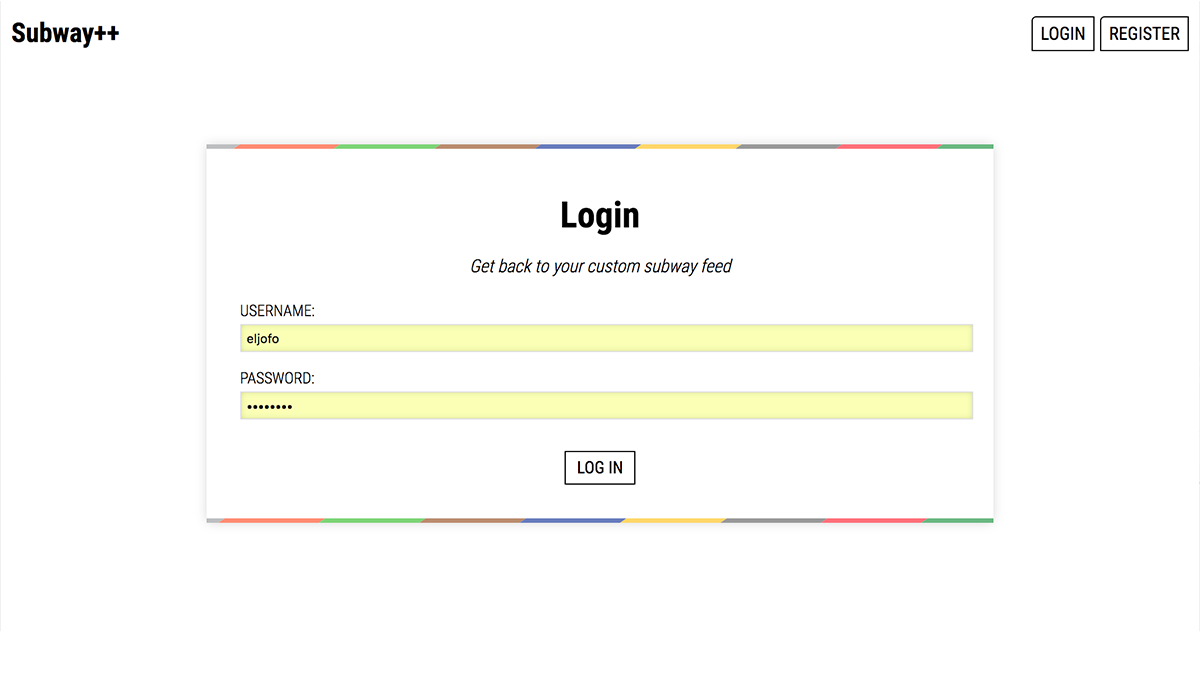 Subway++
LOGIN REGISTER
Login
Get back to your custom subway feed
USERNAME:
eljofo
PASSWORD:
••••••••
LOG IN